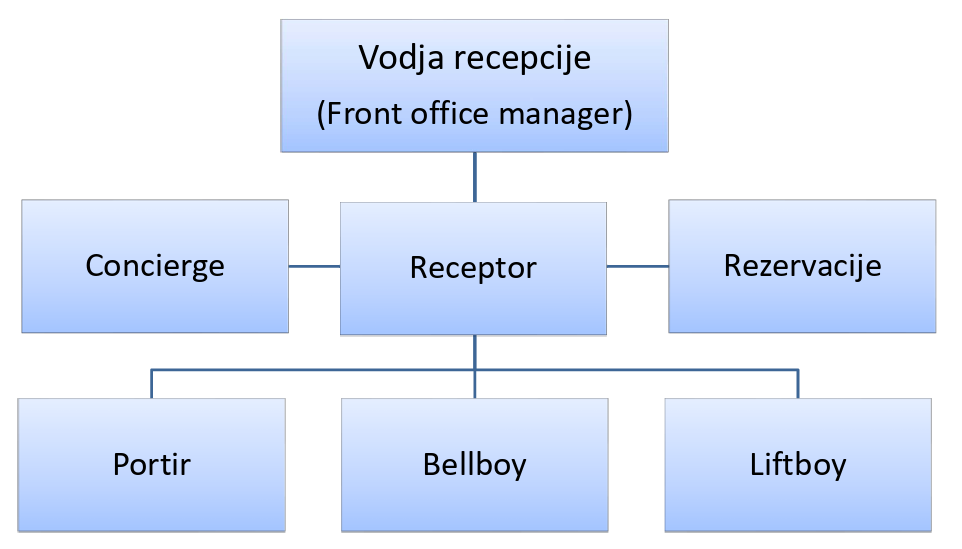 Vodja recepcije
(Front office manager)
Concierge
Receptor
Rezervacije
Portir
Bellboy
Liftboy